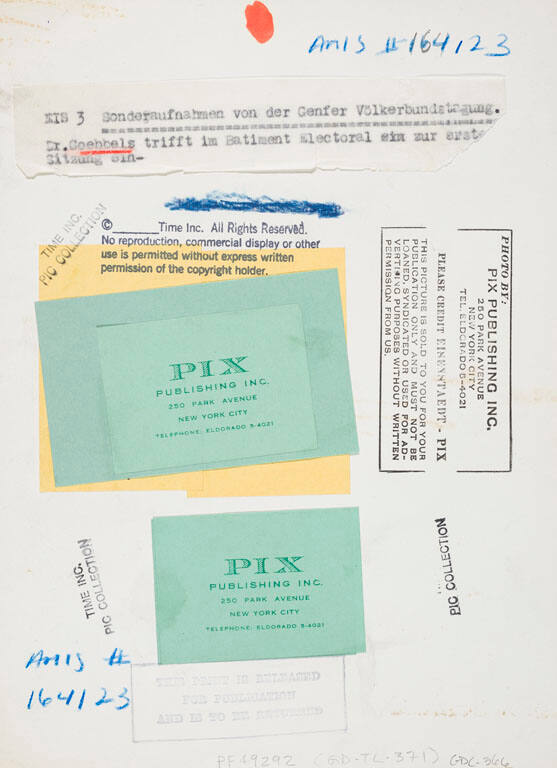 AMIS # 164123
EIS 3 Sonderaufnahmen von der Genfer Völkerbundstagung.
Dr.Goebbels trifft im Batiment Electoral eim zur erste
Sitzung ein-
TIME INC.
PIC COLLECTION
© Time Inc. All Rights Reserved.
No reproduction, commercial display or other
use is permitted without express written
permission of the copyright holder.
PHOTO BY:
PIX PUBLISHING INC.
250 PARK AVENUE
NEW YORK CITY
TEL. ELDORADO 5-4021
PLEASE CREDIT EISENSTAEDT - PIX
THIS PICTURE IS SOLD TO YOU FOR YOUR
PUBLICATION ONLY AND MUST NOT BE
LOANED, SYNDICATED OR USED FOR AD-
VERTISING PURPOSES WITHOUT WRITTEN
PERMISSION FROM US.
PIX
PUBLISHING INC.
250 PARK AVENUE
NEW YORK CITY
TELEPHONE: ELDORADO 5-4021
PIX
PUBLISHING INC.
250 PARK AVENUE
NEW YORK CITY
TELEPHONE: ELDORADO 5-4021
TIME INC.
PIC COLLECTION
PIC COLLECTION
AMIS #
164123
THIS PRINT IS RELEASED
FOR PUBLICATION
AND IS TO BE RETURNED
PF49292 (GD-TL-371) GDC-366